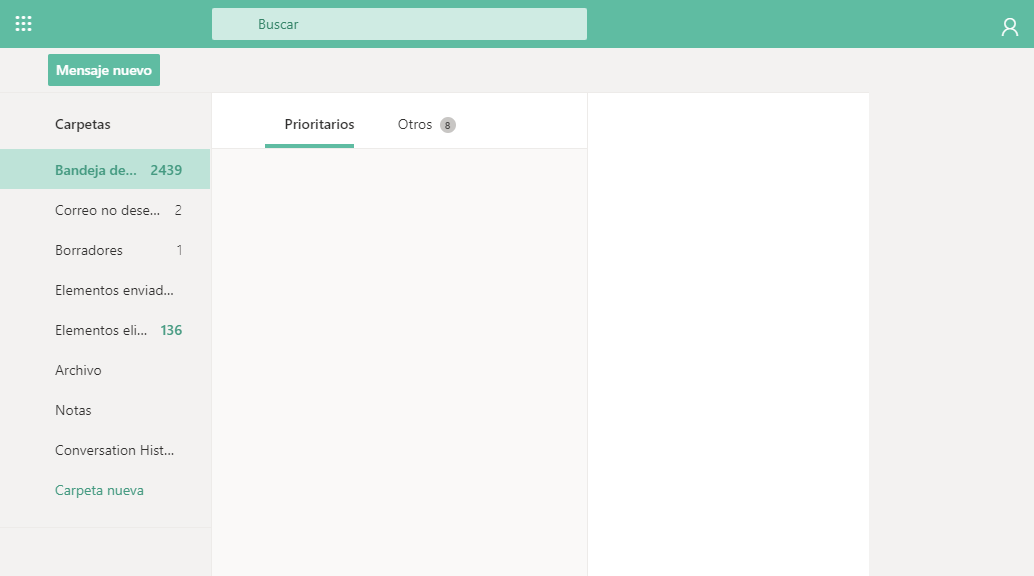 Buscar
Mensaje nuevo
Carpetas
Prioritarios
Otros 8
Bandeja de... 2439
Correo no dese... 2
Borradores 1
Elementos enviad...
Elementos eli... 136
Archivo
Notas
Conversation Hist...
Carpeta nueva